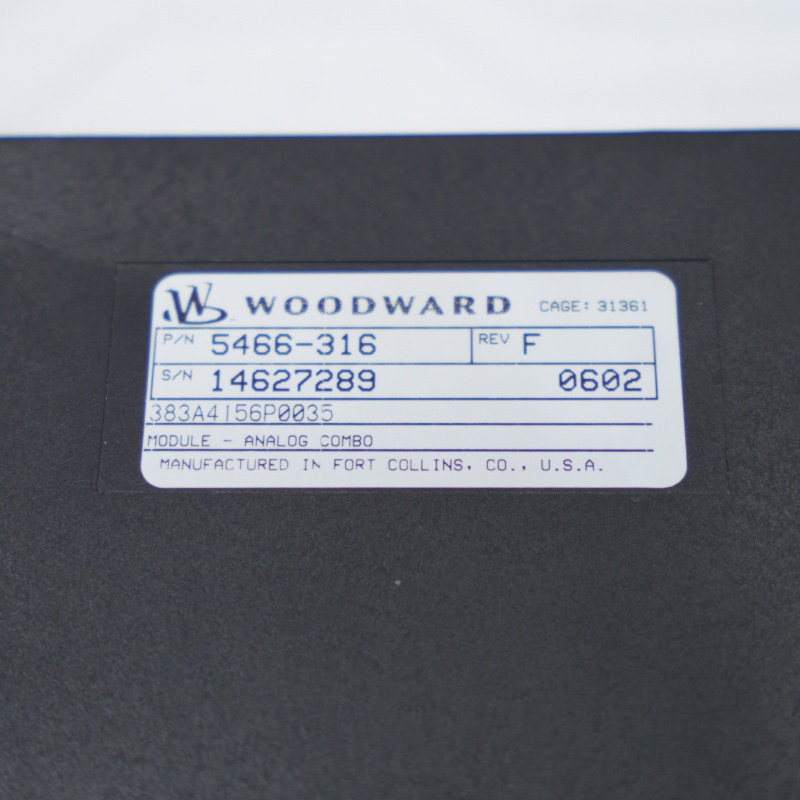 W WOODWARD CAGE: 31361
P/N 5466-316 REV F
S/N 14627289 0602
383A4156P0035
MODULE - ANALOG COMBO
MANUFACTURED IN FORT COLLINS, CO., U.S.A.